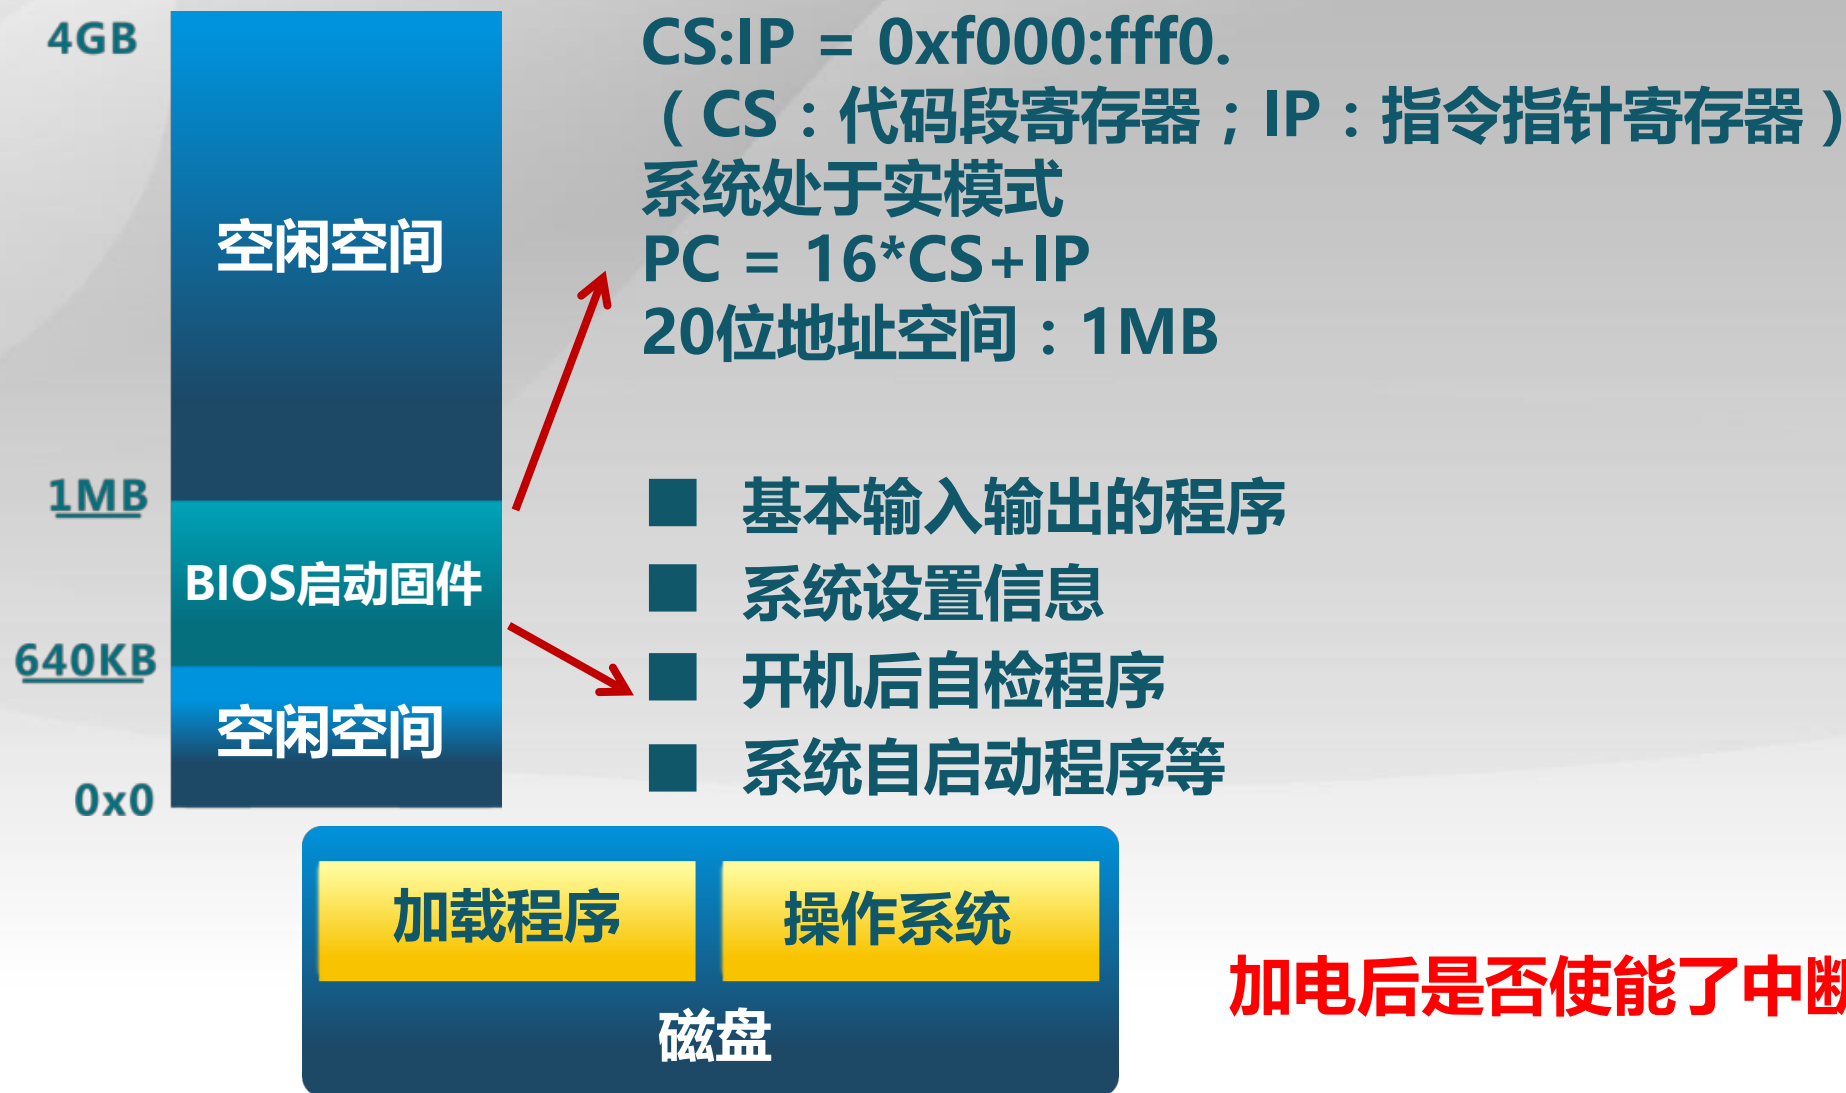 4GB
空闲空间
1MB
BIOS启动固件
640KB
空闲空间
0x0
CS:IP = 0xf000:fff0.
（CS：代码段寄存器；IP：指令指针寄存器）
系统处于实模式
PC = 16*CS+IP
20位地址空间：1MB
■ 基本输入输出的程序
■ 系统设置信息
■ 开机后自检程序
■ 系统自启动程序等
加载程序
操作系统
磁盘
加电后是否使能了中断